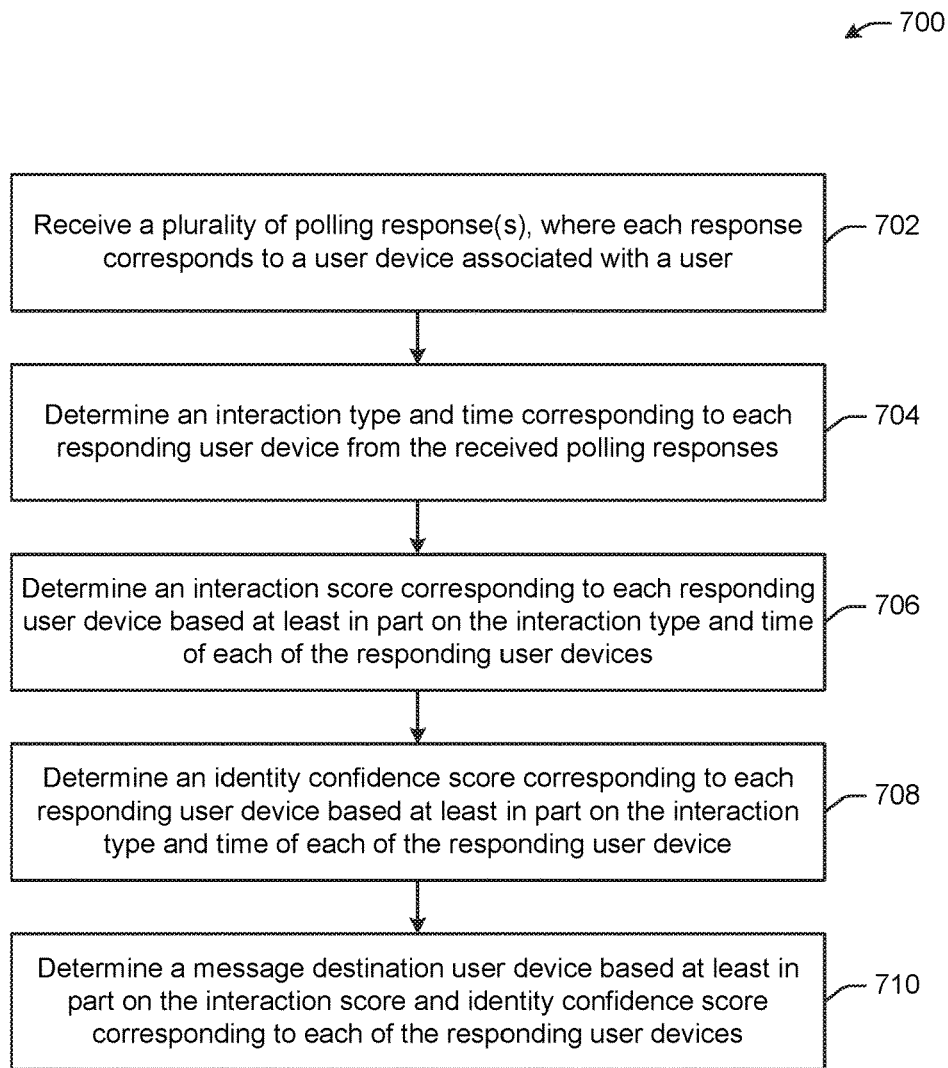 700
Receive a plurality of polling response(s), where each response
corresponds to a user device associated with a user
702
Determine an interaction type and time corresponding to each
responding user device from the received polling responses
704
Determine an interaction score corresponding to each responding
user device based at least in part on the interaction type and time
of each of the responding user devices
706
Determine an identity confidence score corresponding to each
responding user device based at least in part on the interaction
type and time of each of the responding user device
708
Determine a message destination user device based at least in
part on the interaction score and identity confidence score
corresponding to each of the responding user devices
710